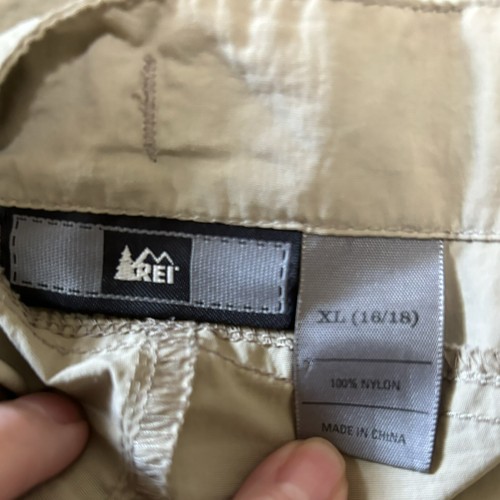 REI
XL (16/18)
100% NYLON
MADE IN CHINA